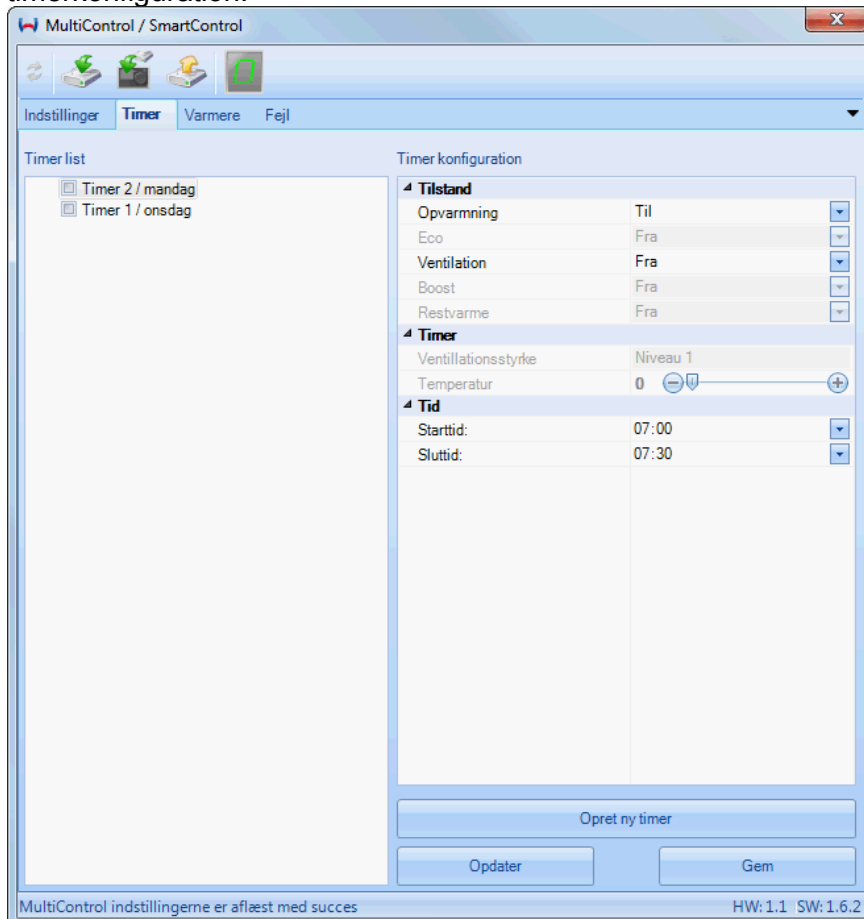 MultiControl / SmartControl
Indstillinger Timer Varmere Fejl
Timer list
Timer 2 / mandag
Timer 1 / onsdag
Timer konfiguration
Tilstand
Opvarmning Til
Eco Fra
Ventilation Fra
Boost Fra
Restvarme Fra
Timer
Ventillationsstyrke Niveau 1
Temperatur 0
Tid
Starttid: 07:00
Sluttid: 07:30
Opret ny timer
Opdater Gem
MultiControl indstillingerne er aflæst med succes HW: 1.1 SW: 1.6.2